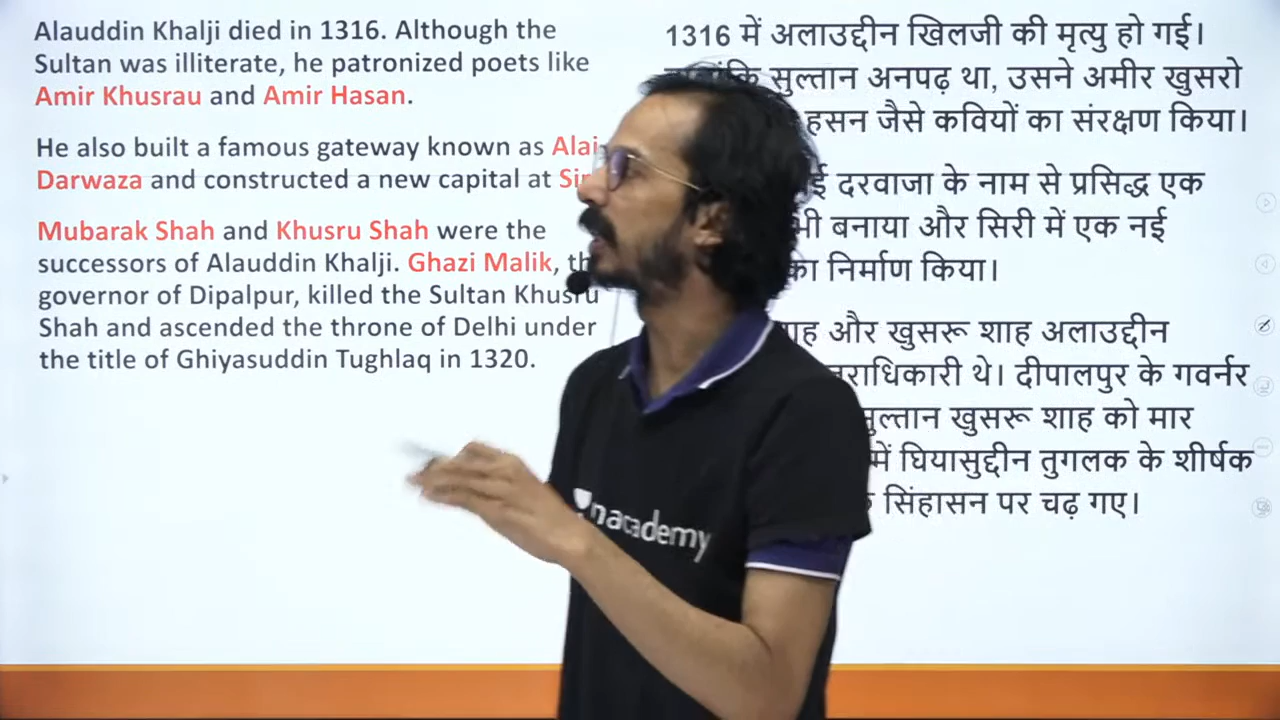 Alauddin Khalji died in 1316. Although the
Sultan was illiterate, he patronized poets like
Amir Khusrau and Amir Hasan.
He also built a famous gateway known as Alai
Darwaza and constructed a new capital at
Mubarak Shah and Khusru Shah were the
successors of Alauddin Khalji. Ghazi Malik,
governor of Dipalpur, killed the Sultan Khusru
Shah and ascended the throne of Delhi under
the title of Ghiyasuddin Tughlaq in 1320.
1316 में अलाउद्दीन खिलजी की मृत्यु हो गई।
सुल्तान अनपढ़ था, उसने अमीर खुसरो
हसन जैसे कवियों का संरक्षण किया।
दरवाजा के नाम से प्रसिद्ध एक
भी बनाया और सिरी में एक नई
का निर्माण किया।
और खुसरू शाह अलाउद्दीन
थे। दीपालपुर के गवर्नर
सुल्तान खुसरू शाह को मार
में घियासुद्दीन तुगलक के शीर्षक
सिंहासन पर चढ़ गए।
unacademy